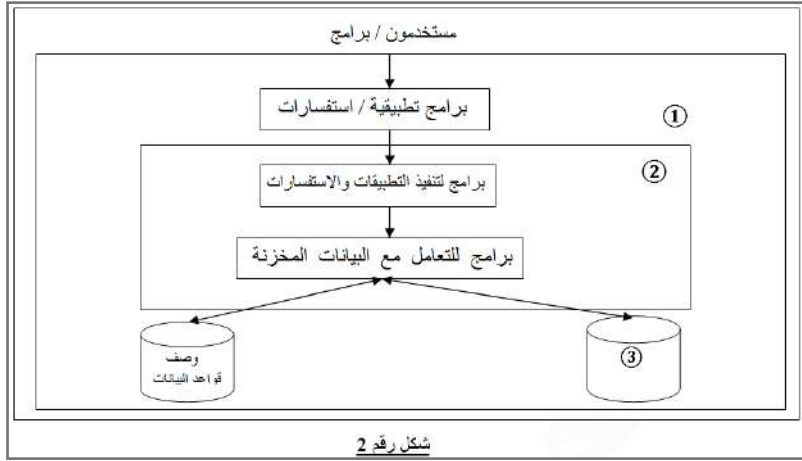 مستخدمون / برامج
برامج تطبيقية / استفسارات
①
②
برامج لتنفيذ التطبيقات والاستفسارات
برامج للتعامل مع البيانات المخزنة
وصف
قواعد البيانات
③
شكل رقم 2